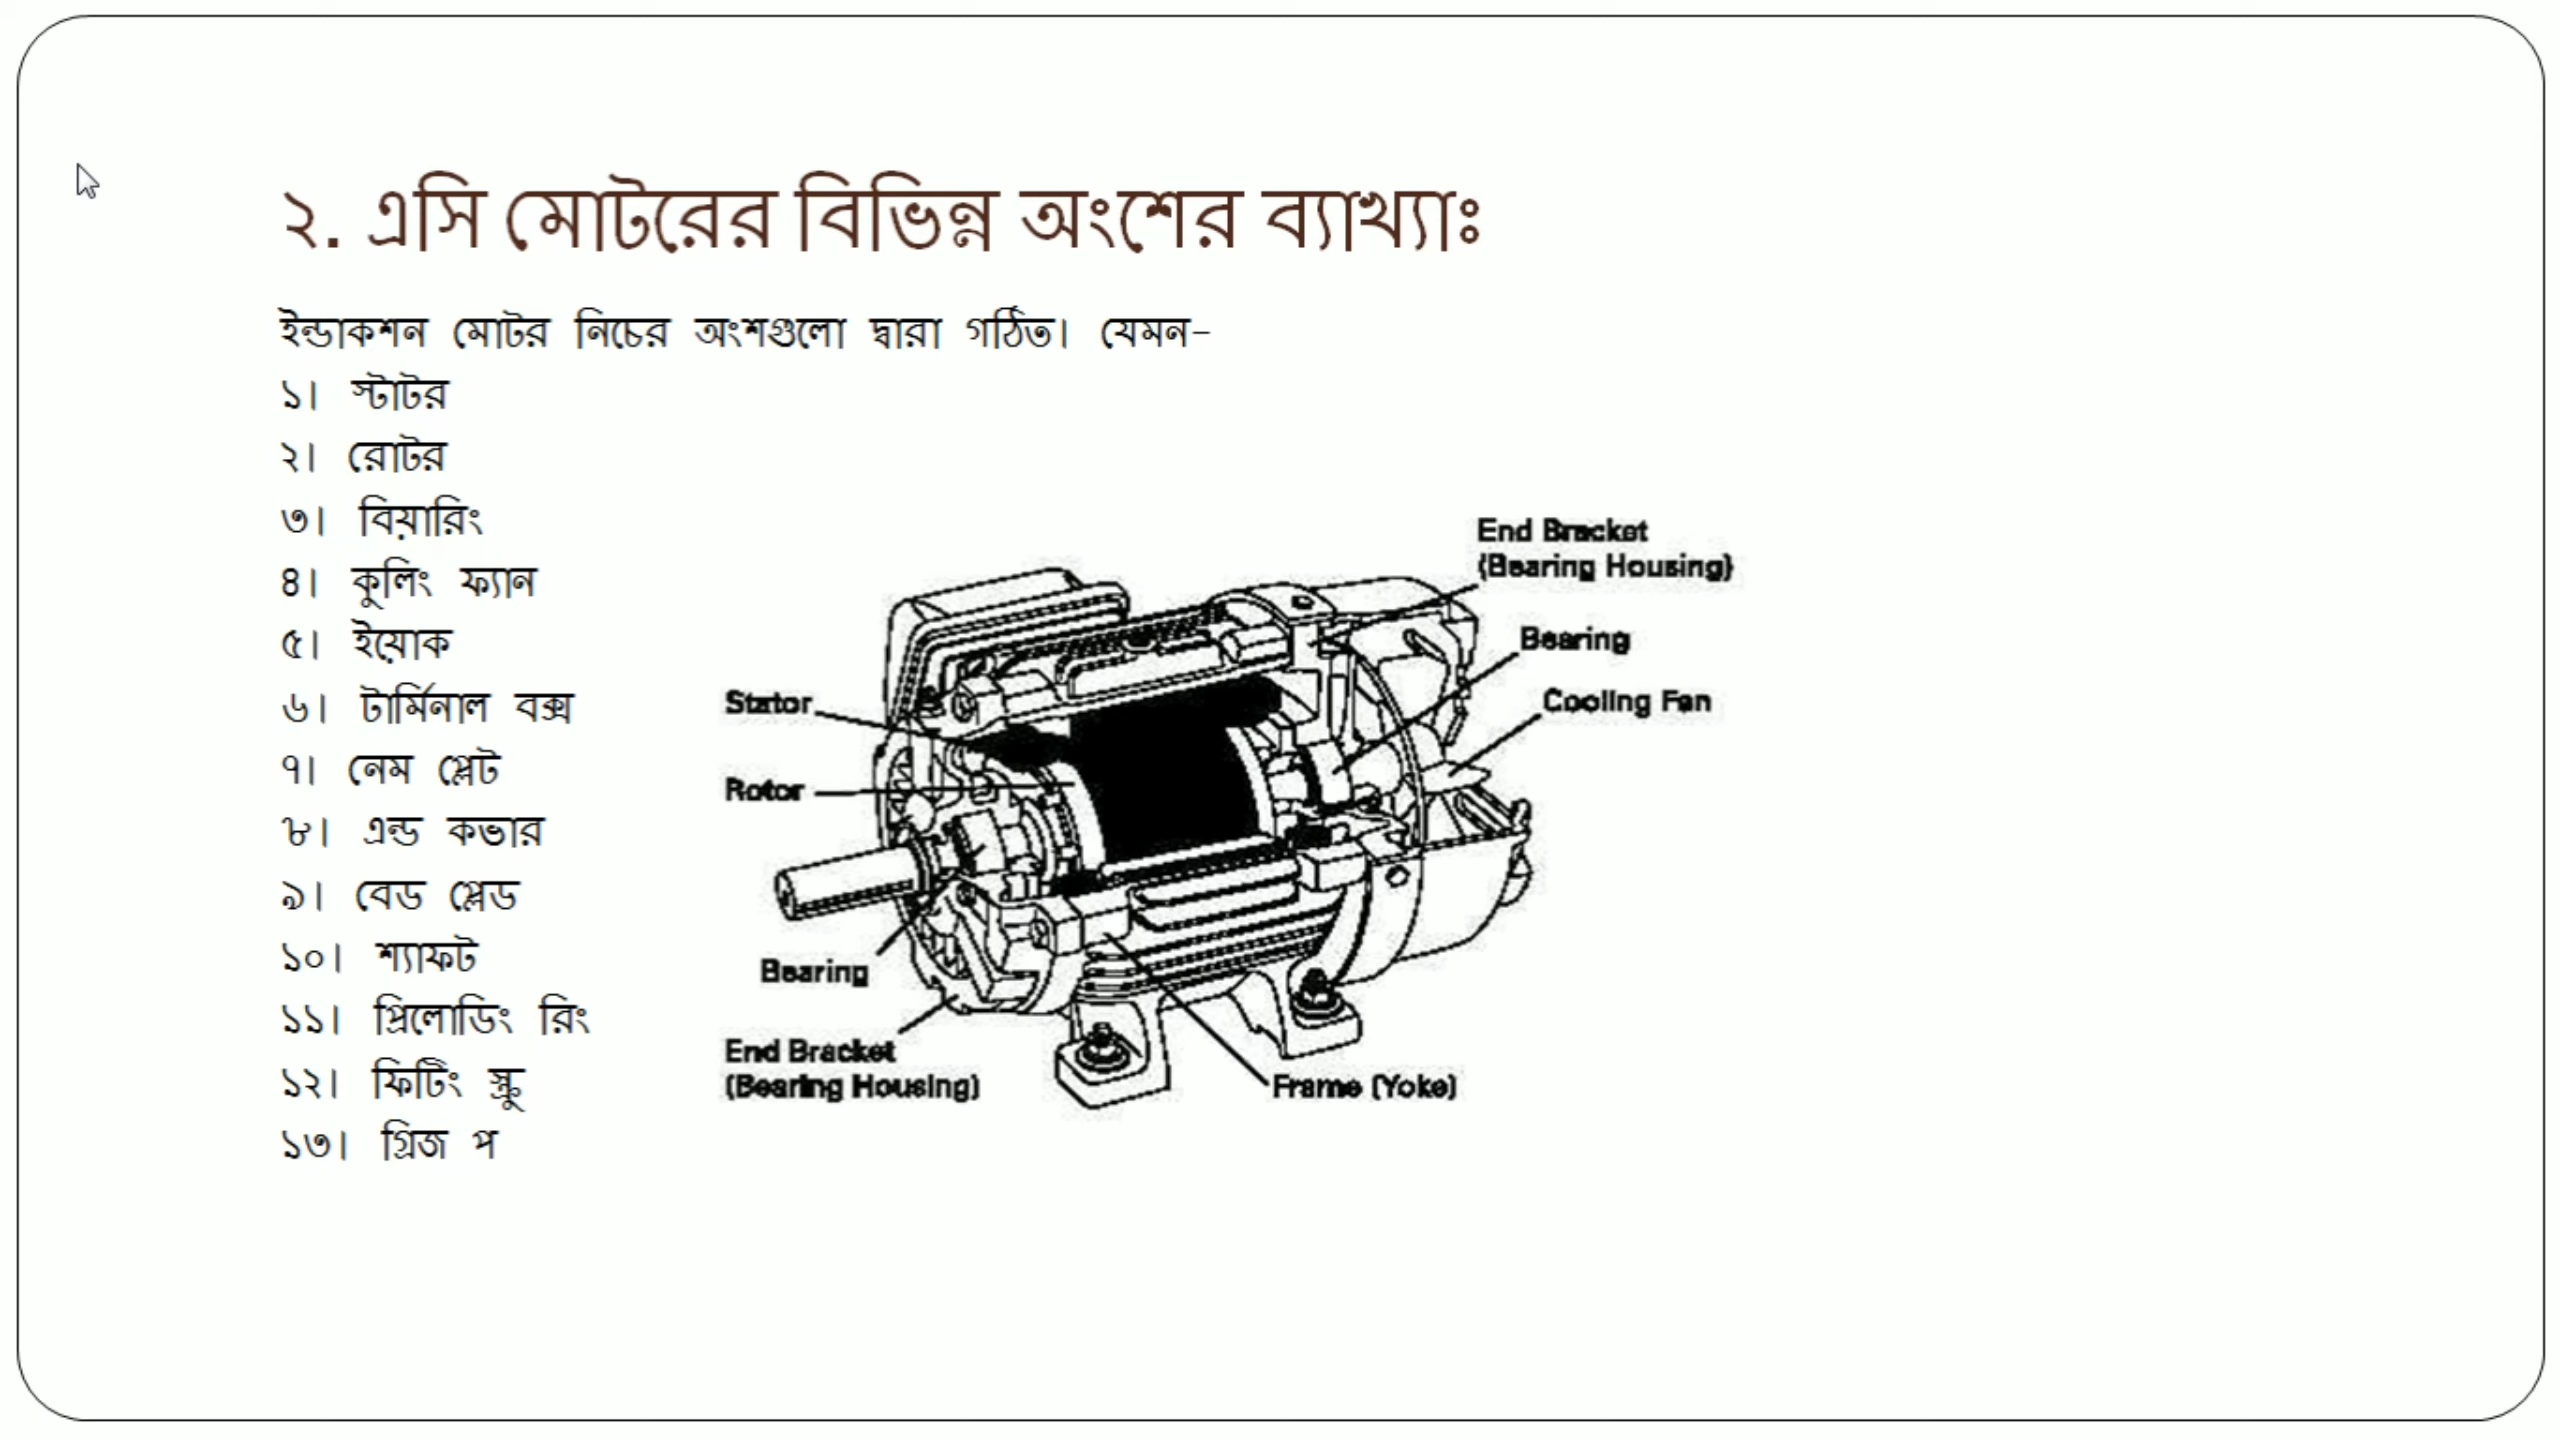 ২. এসি মোটরের বিভিন্ন অংশের ব্যাখ্যাঃ
ইন্ডাকশন মোটর নিচের অংশগুলো দ্বারা গঠিত। যেমন-
১। স্টাটর
২। রোটর
৩। বিয়ারিং
৪। কুলিং ফ্যান
৫। ইয়োক
৬। টার্মিনাল বক্স
৭। নেম প্লেট
৮। এন্ড কভার
৯। বেড প্লেড
১০। শ্যাফট
১১। প্রিলোডিং রিং
১২। ফিটিং স্ক্রু
১৩। গ্রিজ প
End Bracket
(Bearing Housing)
Bearing
Cooling Fan
Stator
Rotor
Bearing
End Bracket
(Bearing Housing)
Frame (Yoke)